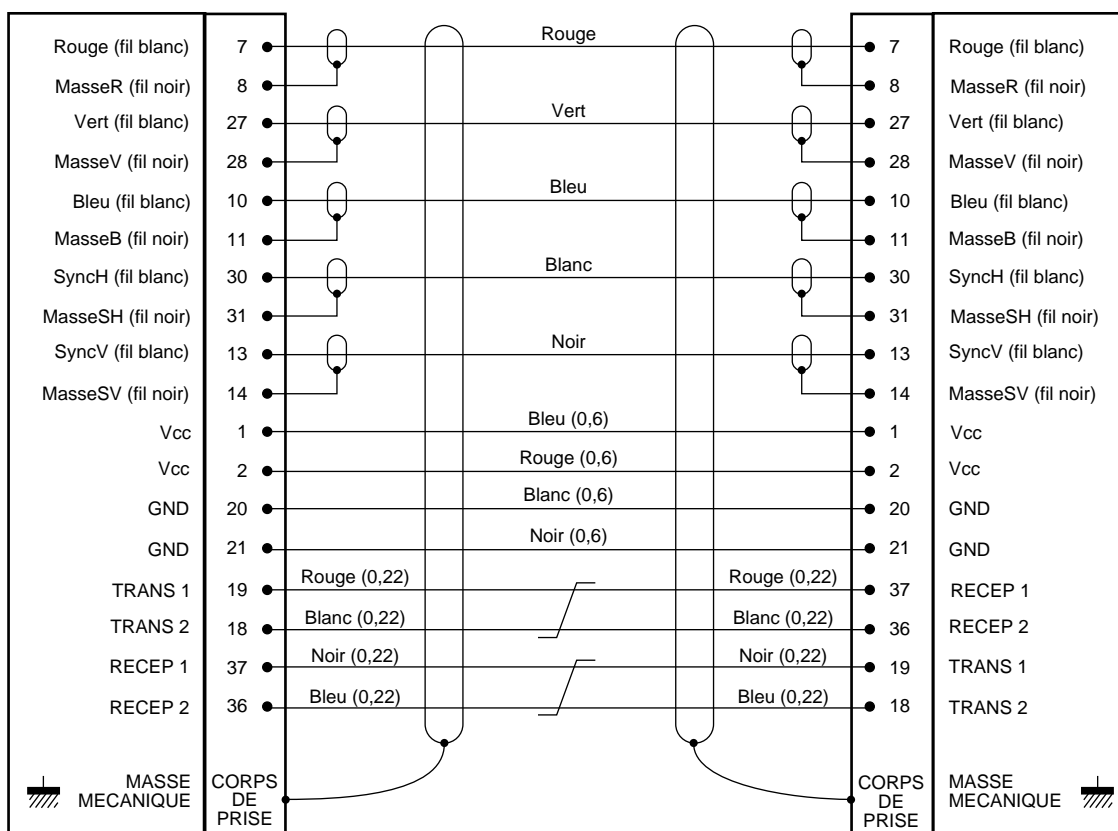 Rouge (fil blanc) 7 Rouge 7 Rouge (fil blanc)
MasseR (fil noir) 8 8 MasseR (fil noir)
Vert (fil blanc) 27 Vert 27 Vert (fil blanc)
MasseV (fil noir) 28 28 MasseV (fil noir)
Bleu (fil blanc) 10 Bleu 10 Bleu (fil blanc)
MasseB (fil noir) 11 11 MasseB (fil noir)
SyncH (fil blanc) 30 Blanc 30 SyncH (fil blanc)
MasseSH (fil noir) 31 31 MasseSH (fil noir)
SyncV (fil blanc) 13 Noir 13 SyncV (fil blanc)
MasseSV (fil noir) 14 14 MasseSV (fil noir)
Vcc 1 Bleu (0,6) 1 Vcc
Vcc 2 Rouge (0,6) 2 Vcc
GND 20 Blanc (0,6) 20 GND
GND 21 Noir (0,6) 21 GND
TRANS 1 19 Rouge (0,22) Rouge (0,22) 37 RECEP 1
TRANS 2 18 Blanc (0,22) Blanc (0,22) 36 RECEP 2
RECEP 1 37 Noir (0,22) Noir (0,22) 19 TRANS 1
RECEP 2 36 Bleu (0,22) Bleu (0,22) 18 TRANS 2
MASSE CORPS CORPS MASSE
MECANIQUE DE DE MECANIQUE
PRISE PRISE